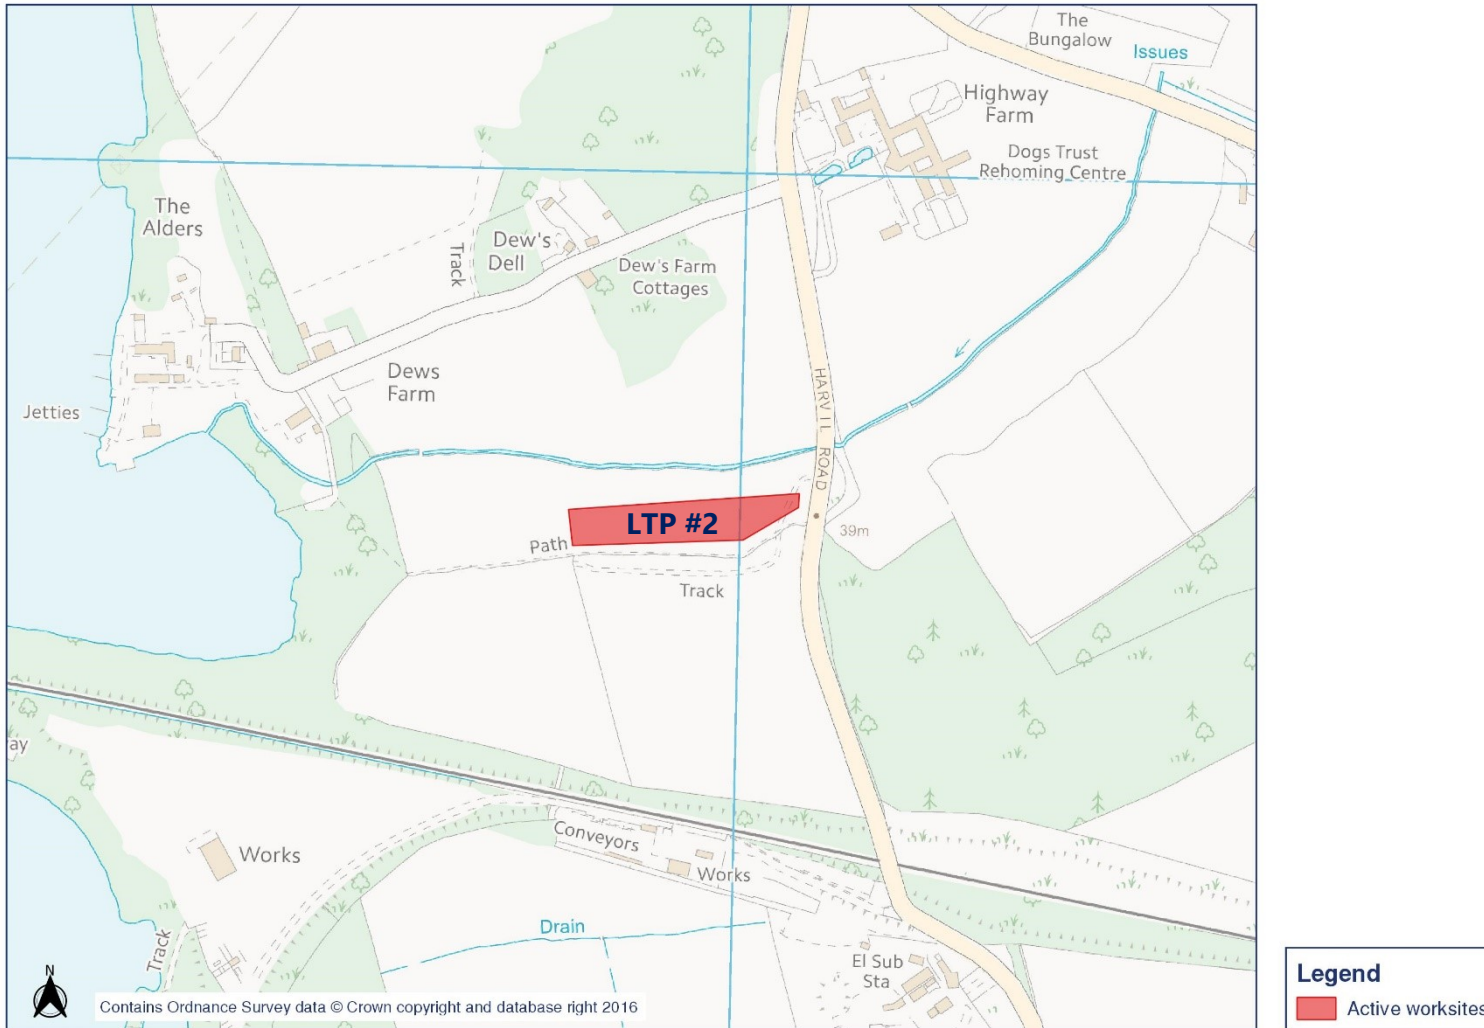 The
Bungalow
Issues
Highway
Farm
Dogs Trust
Rehoming Centre
The
Alders
Track
Dew's
Dell
Dew's Farm
Cottages
Dews
Farm
HARVIL ROAD
Jetties
LTP #2
39m
Path
Track
ay
Works
Conveyors
Works
Drain
Track
El Sub
Sta
N
Contains Ordnance Survey data © Crown copyright and database right 2016
Legend
Active worksites